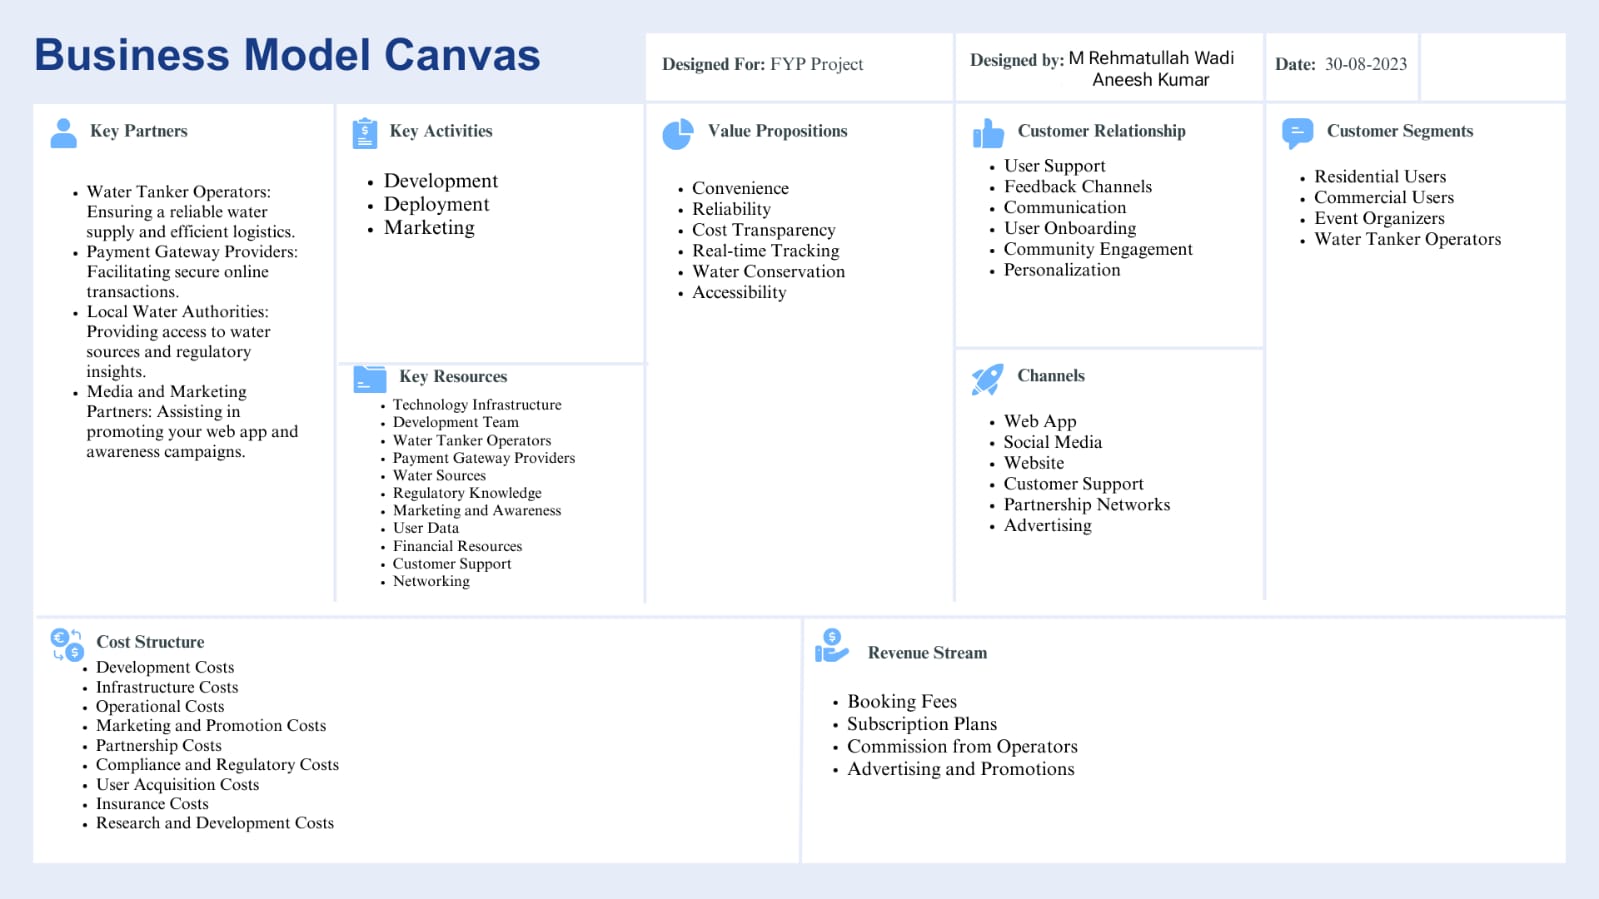 Business Model Canvas
Designed For: FYP Project
Designed by: M Rehmatullah Wadi
Aneesh Kumar
Date: 30-08-2023
Key Partners
• Water Tanker Operators:
Ensuring a reliable water
supply and efficient logistics.
• Payment Gateway Providers:
Facilitating secure online
transactions.
• Local Water Authorities:
Providing access to water
sources and regulatory
insights.
• Media and Marketing
Partners: Assisting in
promoting your web app and
awareness campaigns.
Key Activities
• Development
• Deployment
• Marketing
Key Resources
• Technology Infrastructure
• Development Team
• Water Tanker Operators
• Payment Gateway Providers
• Water Sources
• Regulatory Knowledge
• Marketing and Awareness
• User Data
• Financial Resources
• Customer Support
• Networking
Value Propositions
• Convenience
• Reliability
• Cost Transparency
• Real-time Tracking
• Water Conservation
• Accessibility
Customer Relationship
• User Support
• Feedback Channels
• Communication
• User Onboarding
• Community Engagement
• Personalization
Channels
• Web App
• Social Media
• Website
• Customer Support
• Partnership Networks
• Advertising
Customer Segments
• Residential Users
• Commercial Users
• Event Organizers
• Water Tanker Operators
Cost Structure
• Development Costs
• Infrastructure Costs
• Operational Costs
• Marketing and Promotion Costs
• Partnership Costs
• Compliance and Regulatory Costs
• User Acquisition Costs
• Insurance Costs
• Research and Development Costs
Revenue Stream
• Booking Fees
• Subscription Plans
• Commission from Operators
• Advertising and Promotions